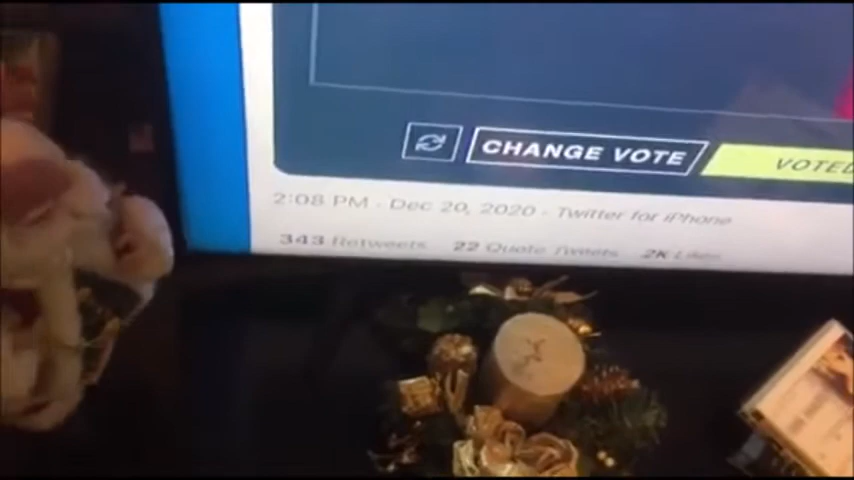 CHANGE VOTE VOTED
2:08 PM · Dec 20, 2020 · Twitter for iPhone
343 Retweets 22 Quote Tweets 2K Likes